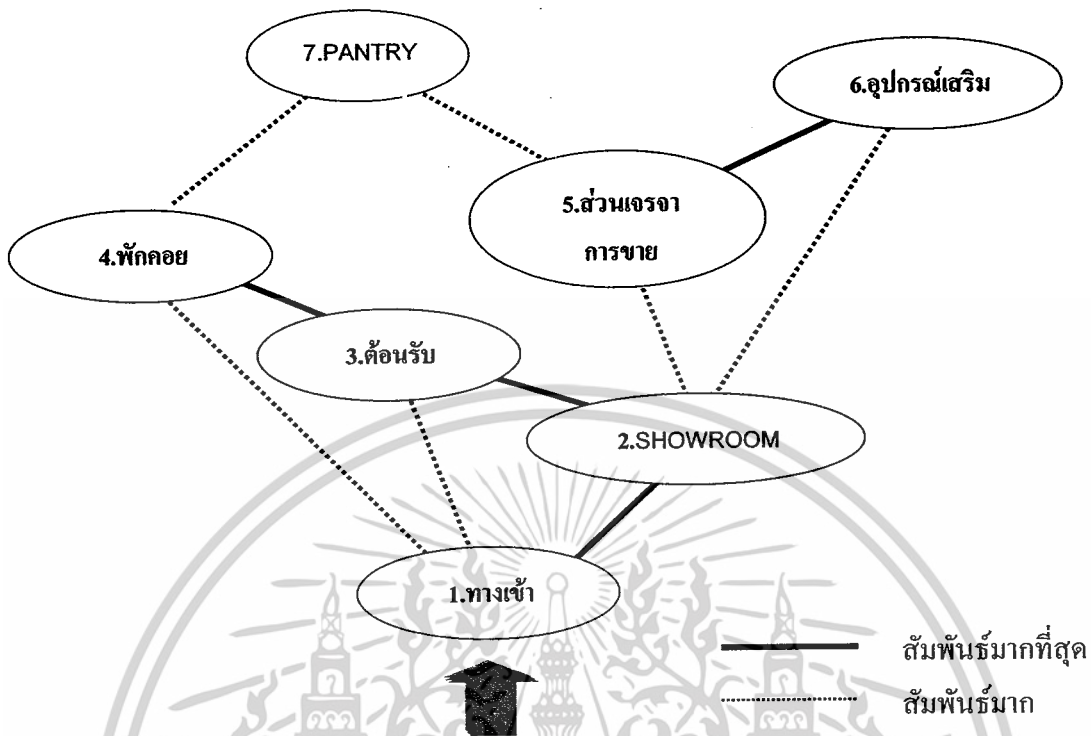 7.PANTRY
6.อุปกรณ์เสริม
5.ส่วนเจรจา
การขาย
4.พักคอย
3.ต้อนรับ
2.SHOWROOM
1.ทางเข้า
สัมพันธ์มากที่สุด
สัมพันธ์มาก